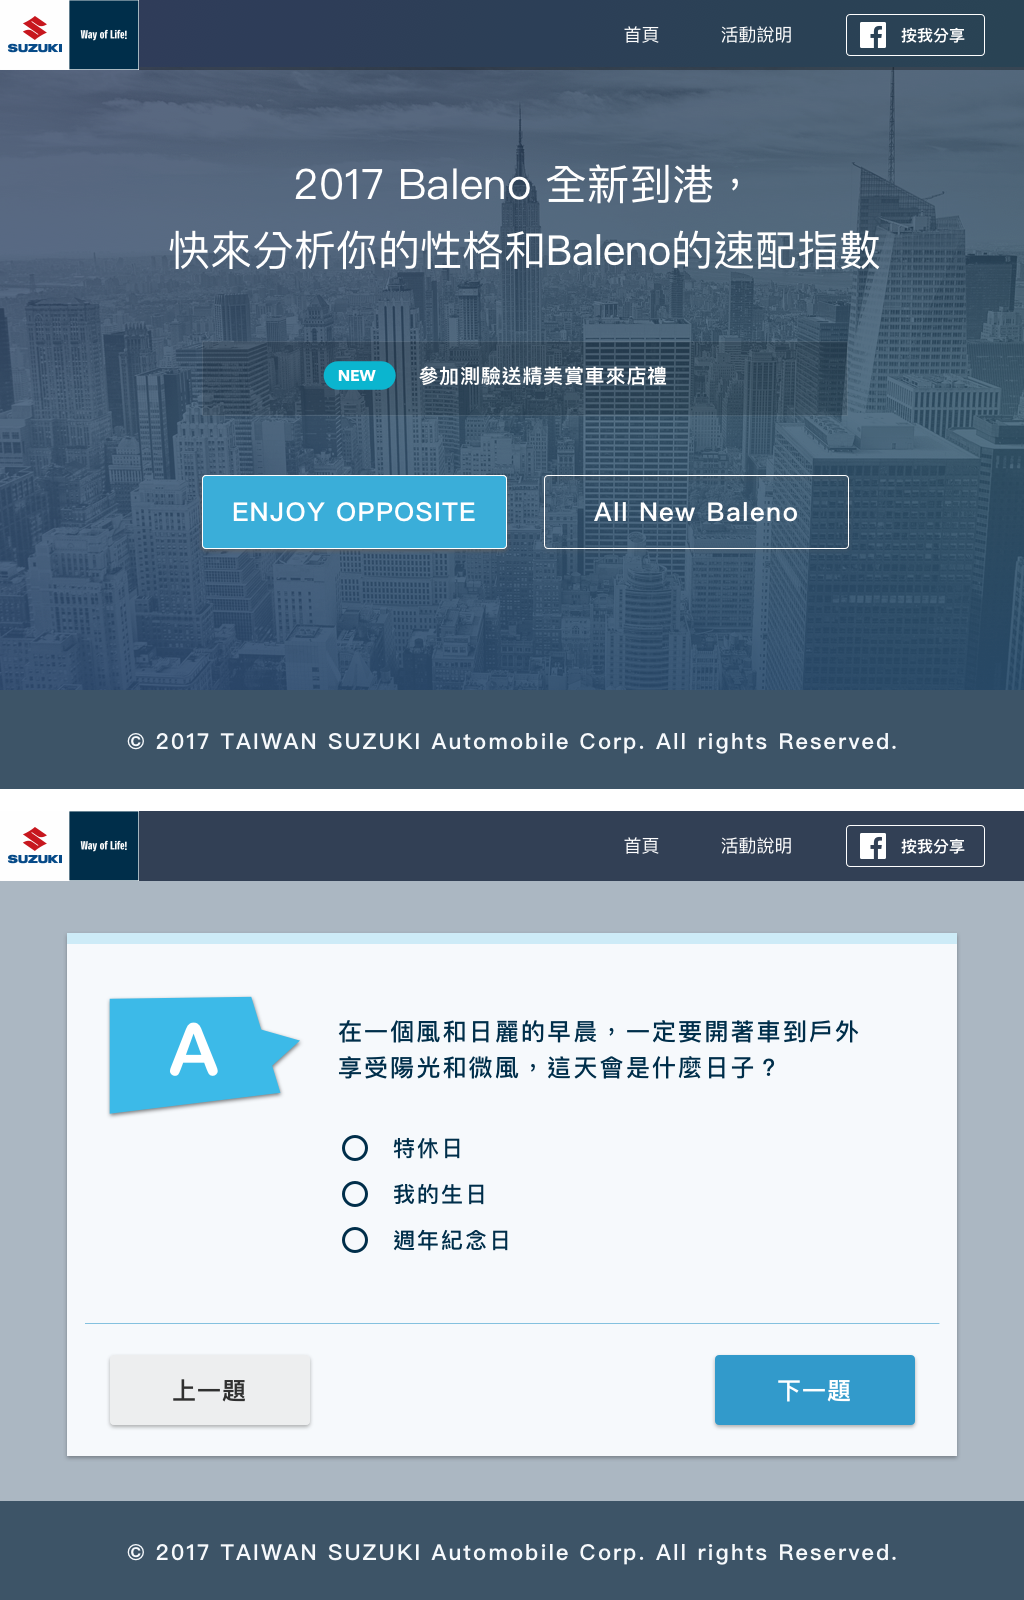 SUZUKI
Way of Life!
首頁
活動說明
按我分享
2017 Baleno 全新到港，
快來分析你的性格和Baleno的速配指數
NEW
參加測驗送精美賞車來店禮
ENJOY OPPOSITE
All New Baleno
© 2017 TAIWAN SUZUKI Automobile Corp. All rights Reserved.
SUZUKI
Way of Life!
首頁
活動說明
按我分享
A
在一個風和日麗的早晨，一定要開著車到戶外
享受陽光和微風，這天會是什麼日子？
特休日
我的生日
週年紀念日
上一題
下一題
© 2017 TAIWAN SUZUKI Automobile Corp. All rights Reserved.